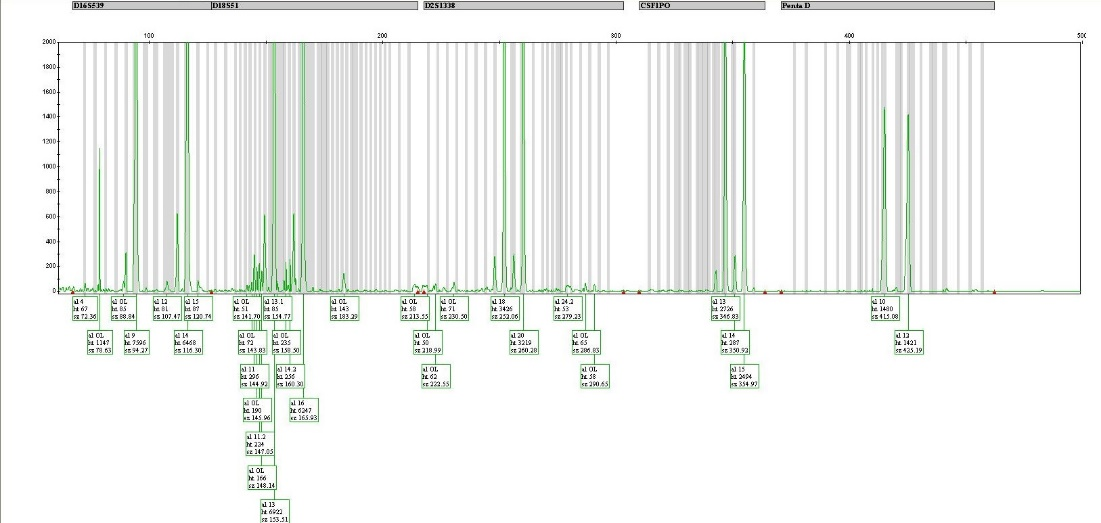 D16S539 D18S51 D2S1338 CSF1PO Penta D
100 200 300 400 500
2000
1800
1600
1400
1200
1000
800
600
400
200
0
al 4
ht 67
sz 72.36
al OL
ht 85
sz 88.84
al 12
ht 81
sz 107.47
al 15
ht 87
sz 120.74
al OL
ht 51
sz 141.70
al 13.1
ht 85
sz 154.77
al OL
ht 143
sz 183.29
al OL
ht 58
sz 213.55
al OL
ht 71
sz 230.50
al 18
ht 3426
sz 252.06
al 24.2
ht 53
sz 279.23
al 13
ht 2726
sz 346.83
al 10
ht 1480
sz 415.08
al OL
ht 1147
sz 78.63
al 9
ht 7596
sz 94.27
al 14
ht 6468
sz 116.30
al OL
ht 72
sz 143.83
al OL
ht 235
sz 158.50
al OL
ht 50
sz 218.99
al 20
ht 3219
sz 260.28
al OL
ht 65
sz 286.83
al 14
ht 287
sz 350.92
al 12
ht 1421
sz 425.19
al 11
ht 296
sz 144.92
al 14.2
ht 256
sz 160.30
al OL
ht 62
sz 222.55
al OL
ht 58
sz 290.65
al 15
ht 2494
sz 354.97
al OL
ht 190
sz 145.96
al 16
ht 6247
sz 165.93
al 11.2
ht 224
sz 147.05
al OL
ht 166
sz 148.14
al 13
ht 6922
sz 153.51